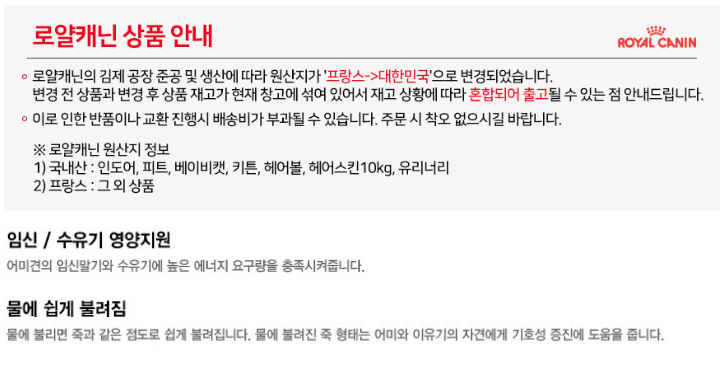 로얄캐닌 상품 안내
ROYAL CANIN
로얄캐닌의 김제 공장 준공 및 생산에 따라 원산지가 '프랑스->대한민국'으로 변경되었습니다.
변경 전 상품과 변경 후 상품 재고가 현재 창고에 섞여 있어서 재고 상황에 따라 혼합되어 출고될 수 있는 점 안내드립니다.
이로 인한 반품이나 교환 진행시 배송비가 부과될 수 있습니다. 주문 시 착오 없으시길 바랍니다.
※ 로얄캐닌 원산지 정보
1) 국내산 : 인도어, 피트, 베이비캣, 키튼, 헤어볼, 헤어스킨10kg, 유리너리
2) 프랑스 : 그 외 상품
임신 / 수유기 영양지원
어미견의 임신말기와 수유기에 높은 에너지 요구량을 충족시켜줍니다.
물에 쉽게 불려짐
물에 불리면 죽과 같은 점도로 쉽게 불려집니다. 물에 불려진 죽 형태는 어미와 이유기의 자견에게 기호성 증진에 도움을 줍니다.